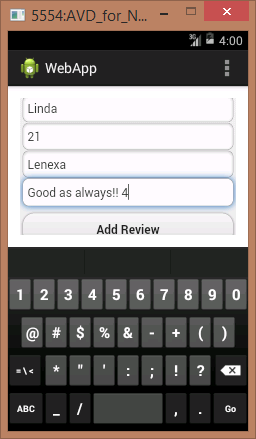 5554:AVD_for_N...
3G 4:00
WebApp
Linda
21
Lenexa
Good as always!! 4
Add Review
1 2 3 4 5 6 7 8 9 0
@ # $ % & - + ( )
=\< * " ' : ; ! ?
ABC _ / , . Go